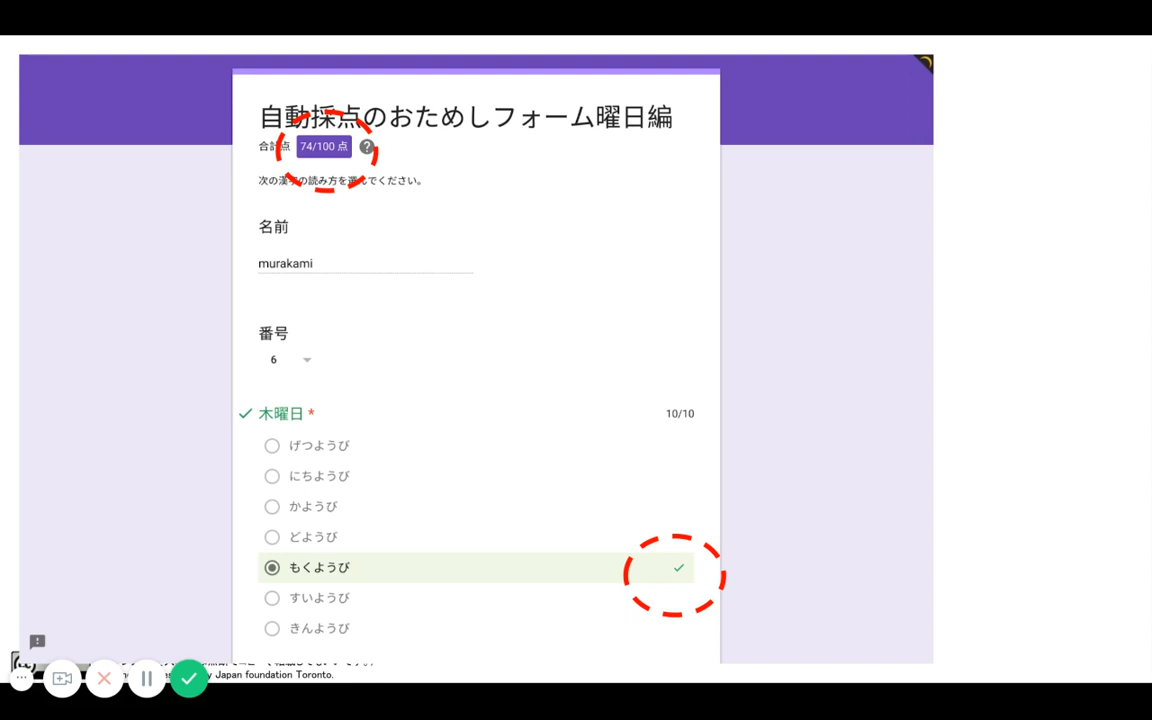 自動採点のおためしフォーム曜日編
合計点 74/100 点 ?
次の漢字の読み方を選んでください。
名前
murakami
番号
6
木曜日 * 10/10
げつようび
にちようび
かようび
どようび
もくようび
すいようび
きんようび
Japan foundation Toronto.